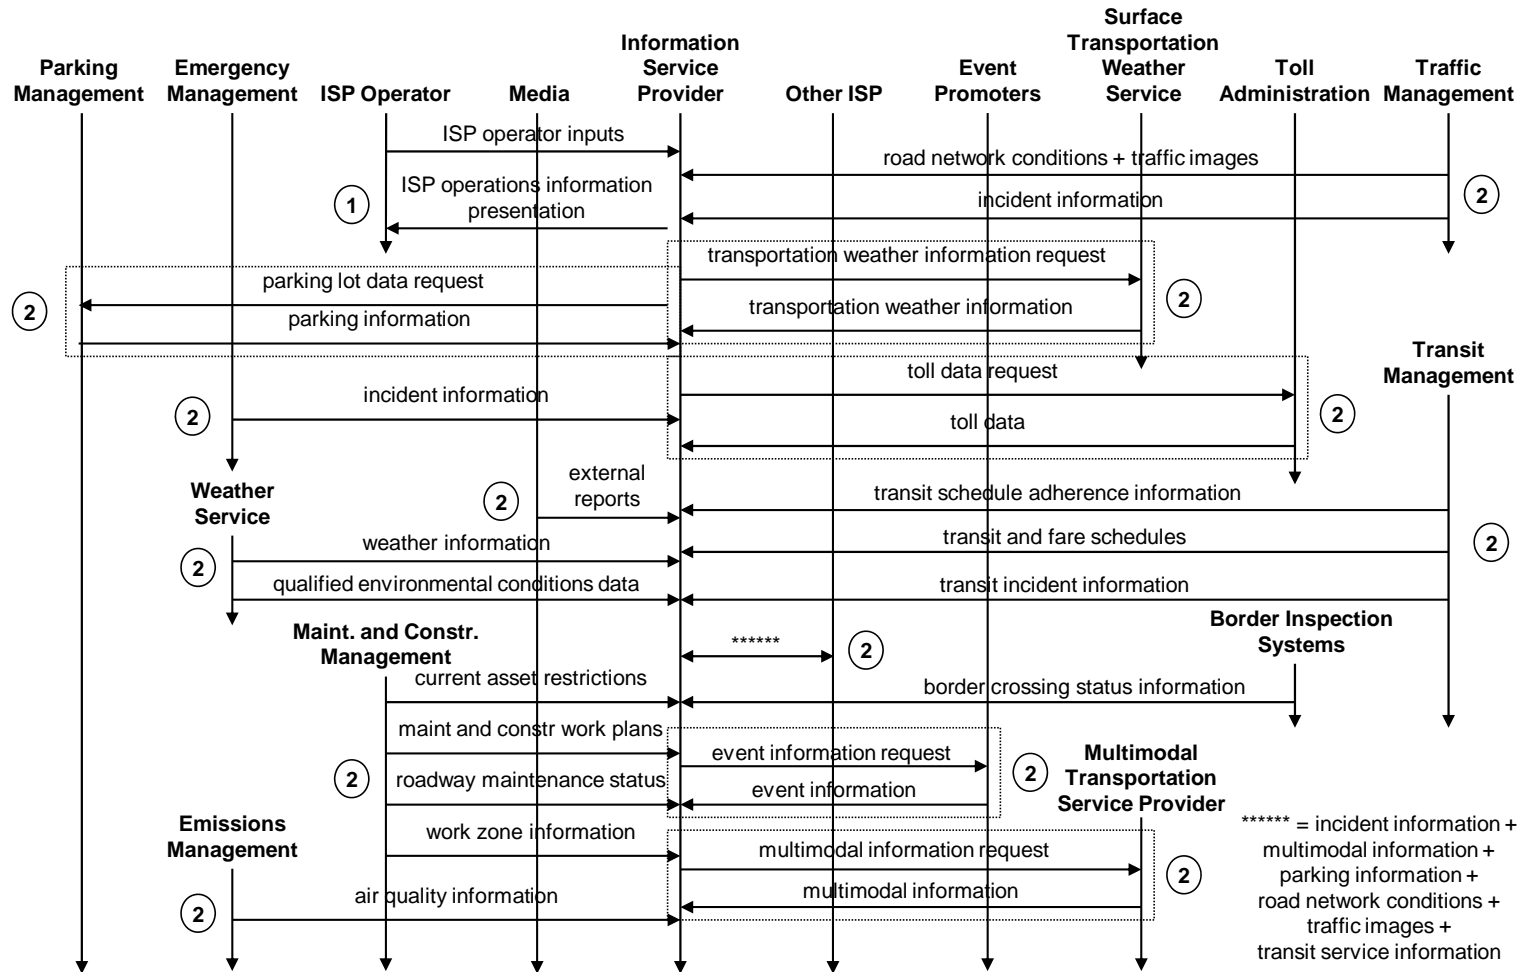 Parking
Management
Emergency
Management
ISP Operator
Media
Information
Service
Provider
Other ISP
Event
Promoters
Surface
Transportation
Weather
Service
Toll
Administration
Traffic
Management
ISP operator inputs
road network conditions + traffic images
ISP operations information
presentation
1
incident information
2
transportation weather information request
parking lot data request
2
transportation weather information
2
parking information
toll data request
Transit
Management
incident information
2
toll data
2
Weather
Service
external
reports
2
transit schedule adherence information
weather information
2
transit and fare schedules
2
qualified environmental conditions data
transit incident information
Maint. and Constr.
Management
******
2
Border Inspection
Systems
current asset restrictions
border crossing status information
maint and constr work plans
event information request
2
roadway maintenance status
2
event information
Multimodal
Transportation
Service Provider
Emissions
Management
work zone information
multimodal information request
2
air quality information
2
multimodal information
****** = incident information +
multimodal information +
parking information +
road network conditions +
traffic images +
transit service information